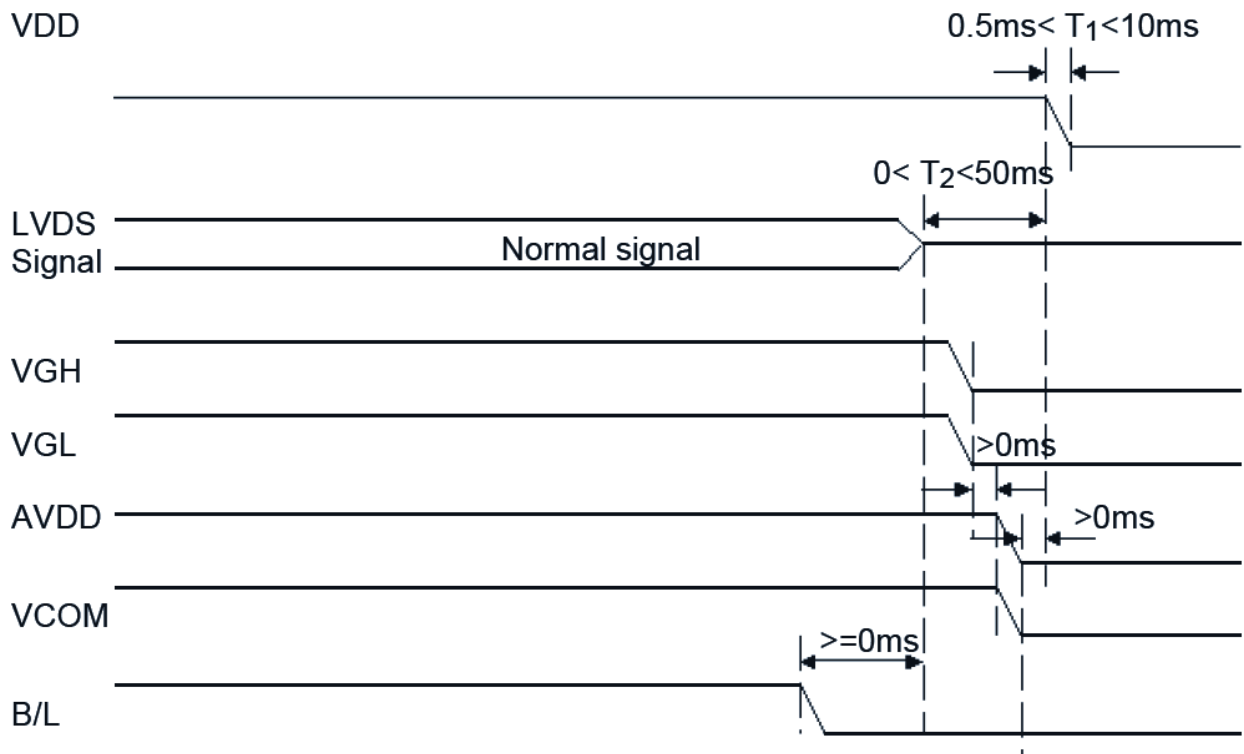 VDD
0.5ms< T1<10ms
0< T2<50ms
LVDS
Signal
Normal signal
VGH
VGL
>0ms
AVDD
>0ms
VCOM
>=0ms
B/L